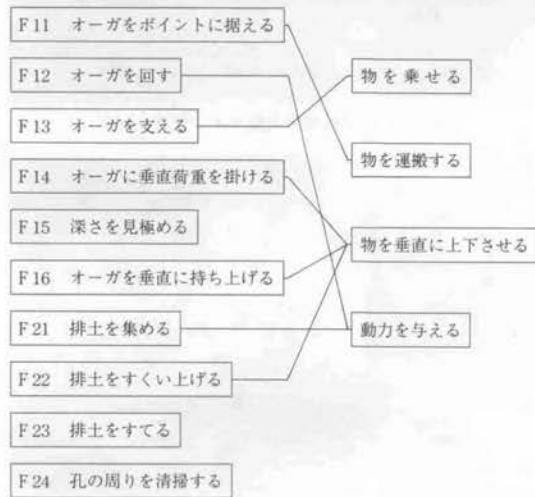 F11 オーガをポイントに据える
F12 オーガを回す
F13 オーガを支える
F14 オーガに垂直荷重を掛ける
F15 深さを見極める
F16 オーガを垂直に持ち上げる
F21 排土を集める
F22 排土をすくい上げる
F23 排土をすてる
F24 孔の周りを清掃する
物を乗せる
物を運搬する
物を垂直に上下させる
動力を与える